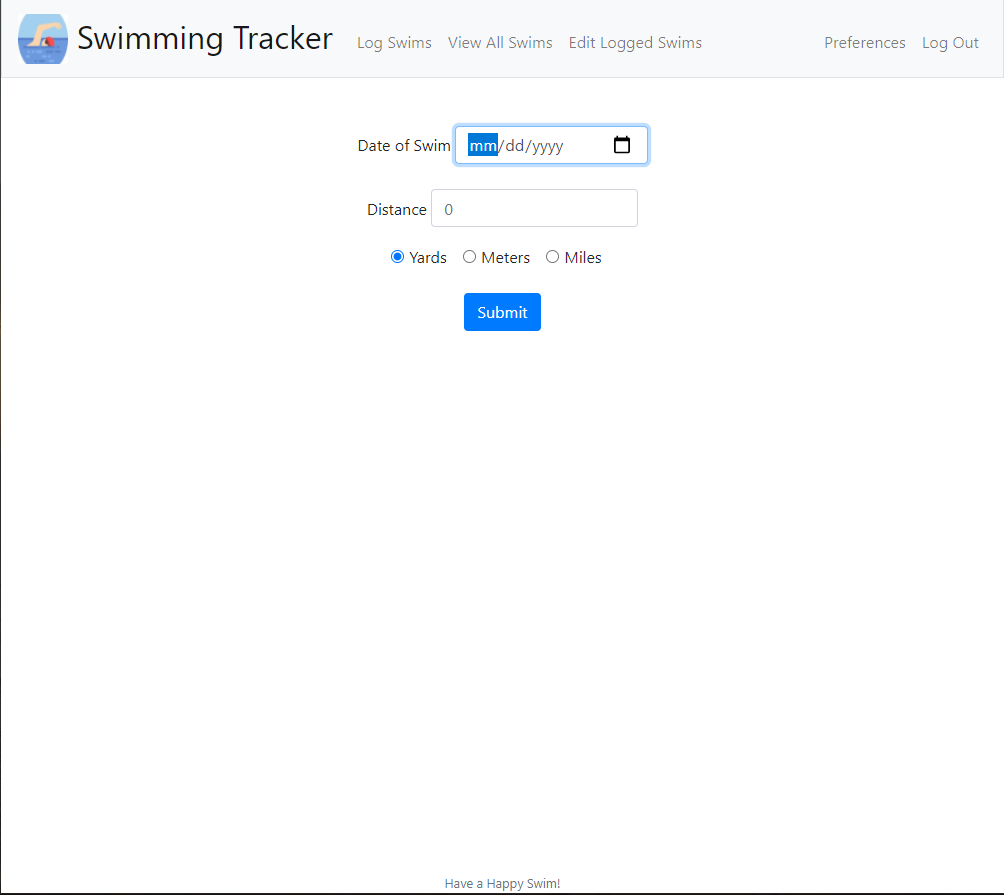 Swimming Tracker Log Swims View All Swims Edit Logged Swims Preferences Log Out
Date of Swim mm/dd/yyyy
Distance 0
Yards Meters Miles
Submit
Have a Happy Swim!